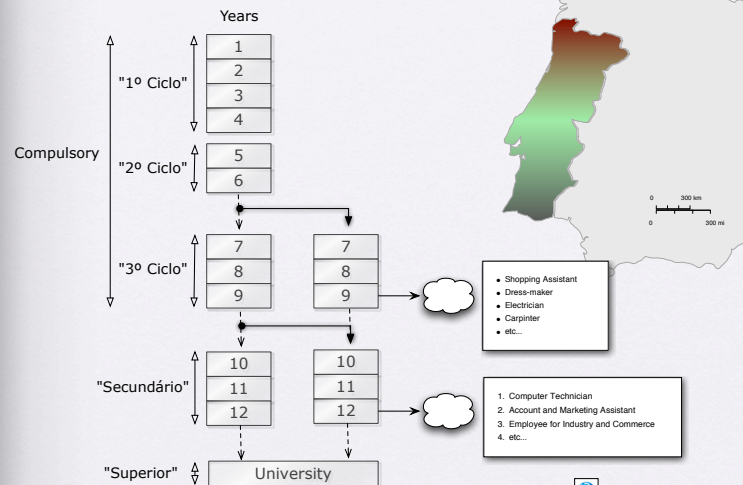 Years
1
2
3
4
"1º Ciclo"
Compulsory
5
6
"2º Ciclo"
7
8
9
"3º Ciclo"
7
8
9
• Shopping Assistant
• Dress-maker
• Electrician
• Carpinter
• etc...
10
11
12
"Secundário"
10
11
12
1. Computer Technician
2. Account and Marketing Assistant
3. Employee for Industry and Commerce
4. etc...
"Superior"
University
0 300 km
0 300 mi